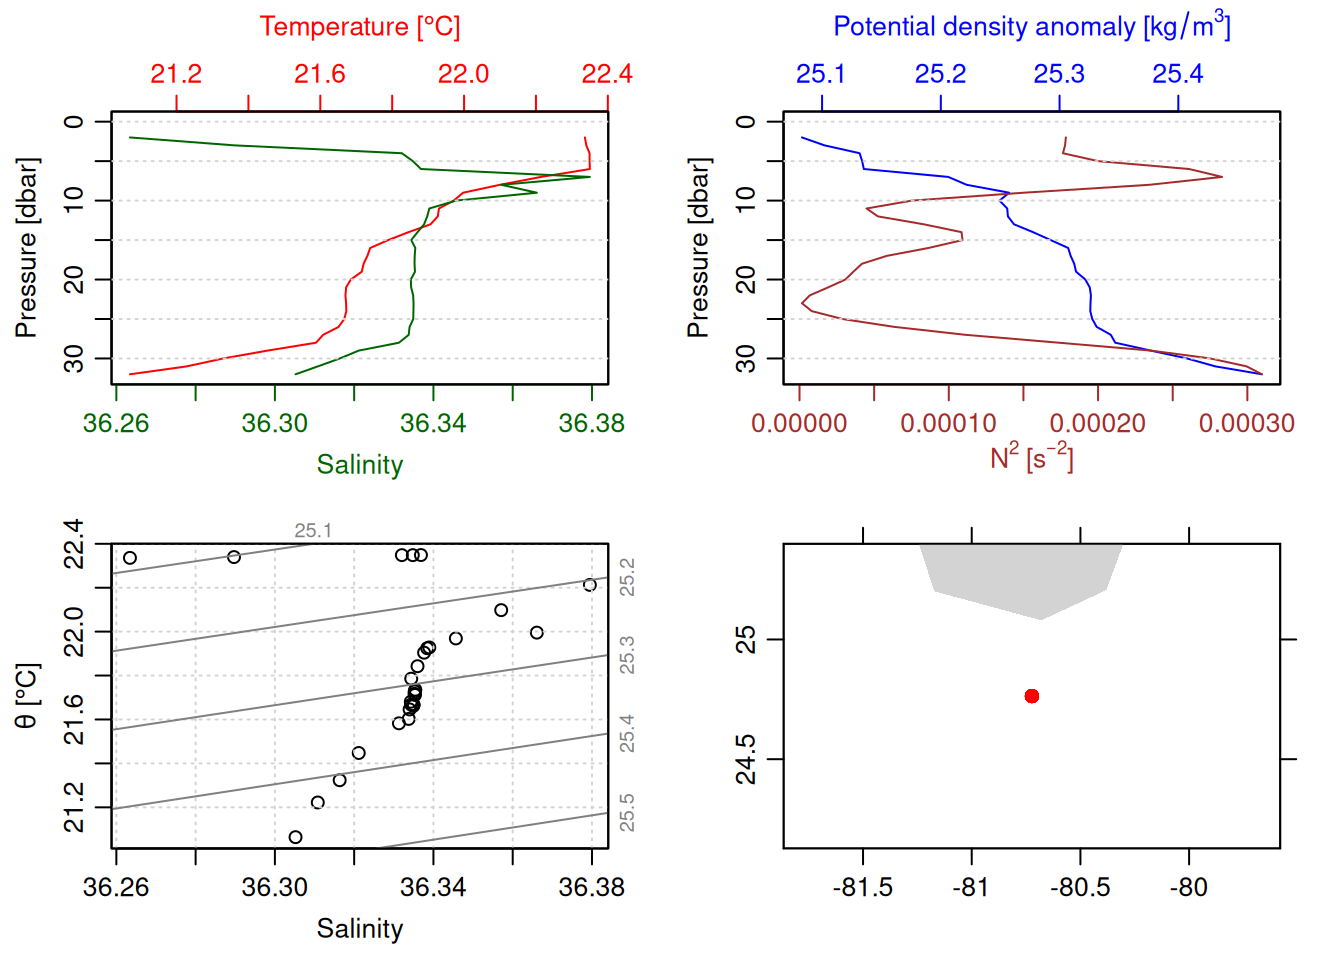 Temperature [°C]
21.2 21.6 22.0 22.4
0
10
20
30
Pressure [dbar]
36.26 36.30 36.34 36.38
Salinity
Potential density anomaly [kg/m³]
25.1 25.2 25.3 25.4
0
10
20
30
Pressure [dbar]
0.00000 0.00010 0.00020 0.00030
N² [s⁻²]
25.1
25.2
25.3
25.4
25.5
22.4
22.0
21.6
21.2
θ [°C]
36.26 36.30 36.34 36.38
Salinity
25
24.5
-81.5 -81 -80.5 -80